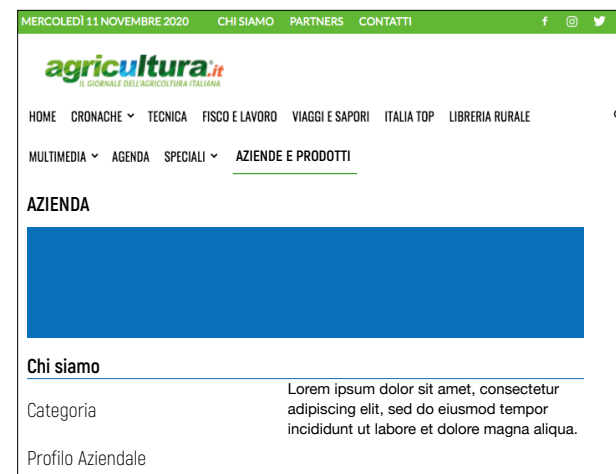 MERCOLEDÌ 11 NOVEMBRE 2020 CHI SIAMO PARTNERS CONTATTI
agricultura.it
IL GIORNALE DELL'AGRICOLTURA ITALIANA
HOME CRONACHE TECNICA FISCO E LAVORO VIAGGI E SAPORI ITALIA TOP LIBRERIA RURALE
MULTIMEDIA AGENDA SPECIALI AZIENDE E PRODOTTI
AZIENDA
Chi siamo
Categoria
Lorem ipsum dolor sit amet, consectetur
adipiscing elit, sed do eiusmod tempor
incididunt ut labore et dolore magna aliqua.
Profilo Aziendale